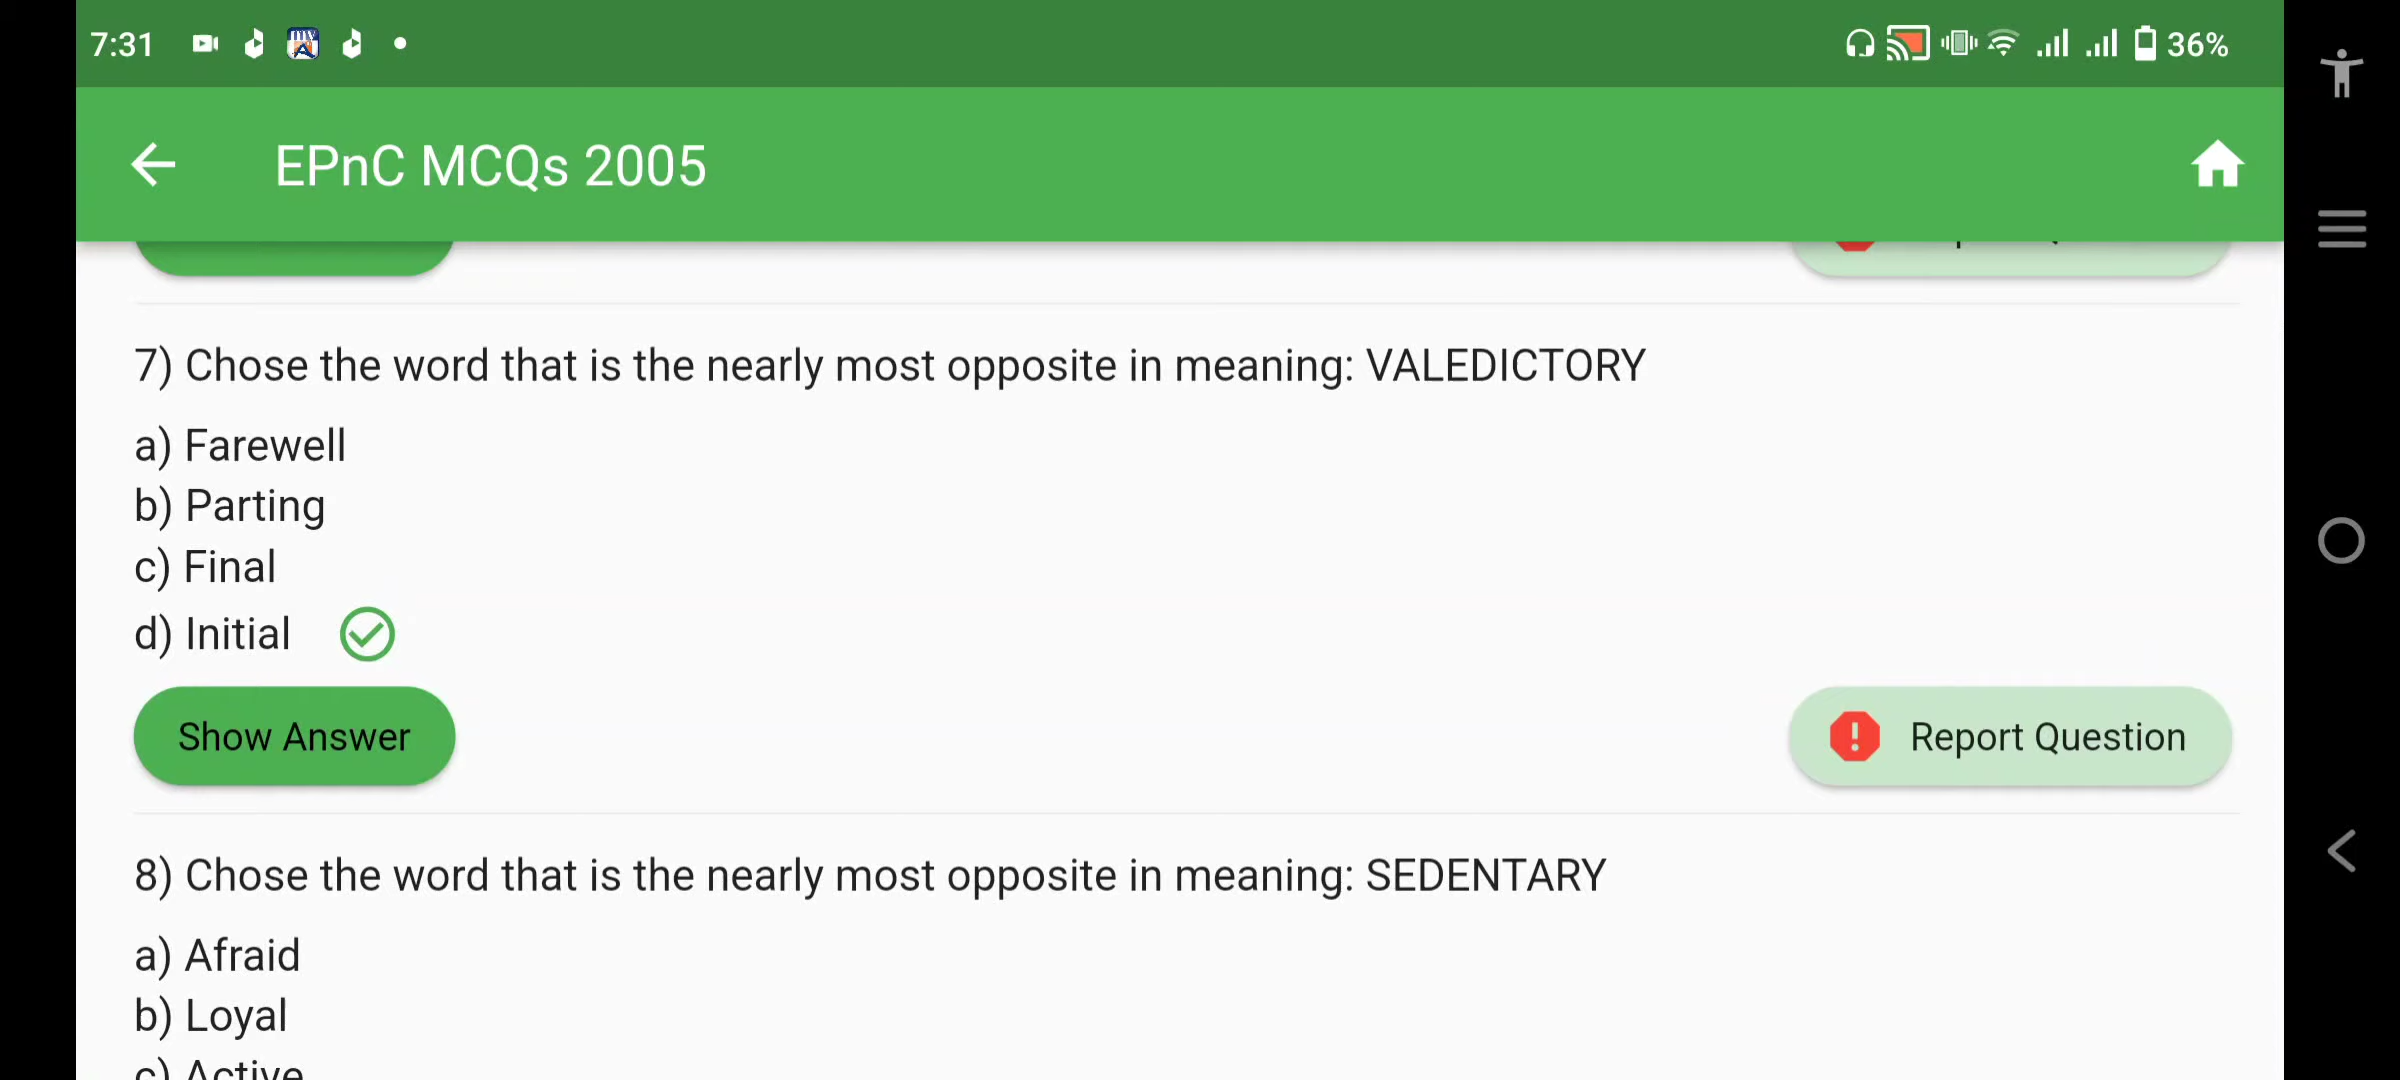 7:31
36%
EPnC MCQs 2005
7) Chose the word that is the nearly most opposite in meaning: VALEDICTORY
a) Farewell
b) Parting
c) Final
d) Initial
Show Answer
Report Question
8) Chose the word that is the nearly most opposite in meaning: SEDENTARY
a) Afraid
b) Loyal
c) Active